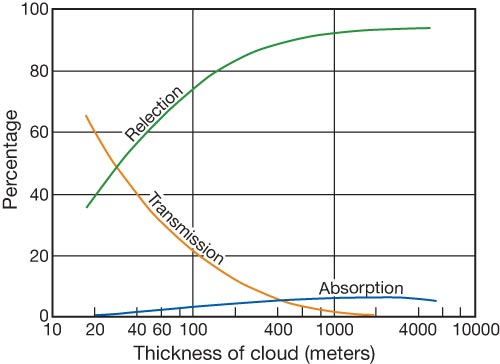 100
80
60
40
20
0
Percentage
Relection
Transmission
Absorption
10 20 40 60 100 400 1000 4000 10000
Thickness of cloud (meters)